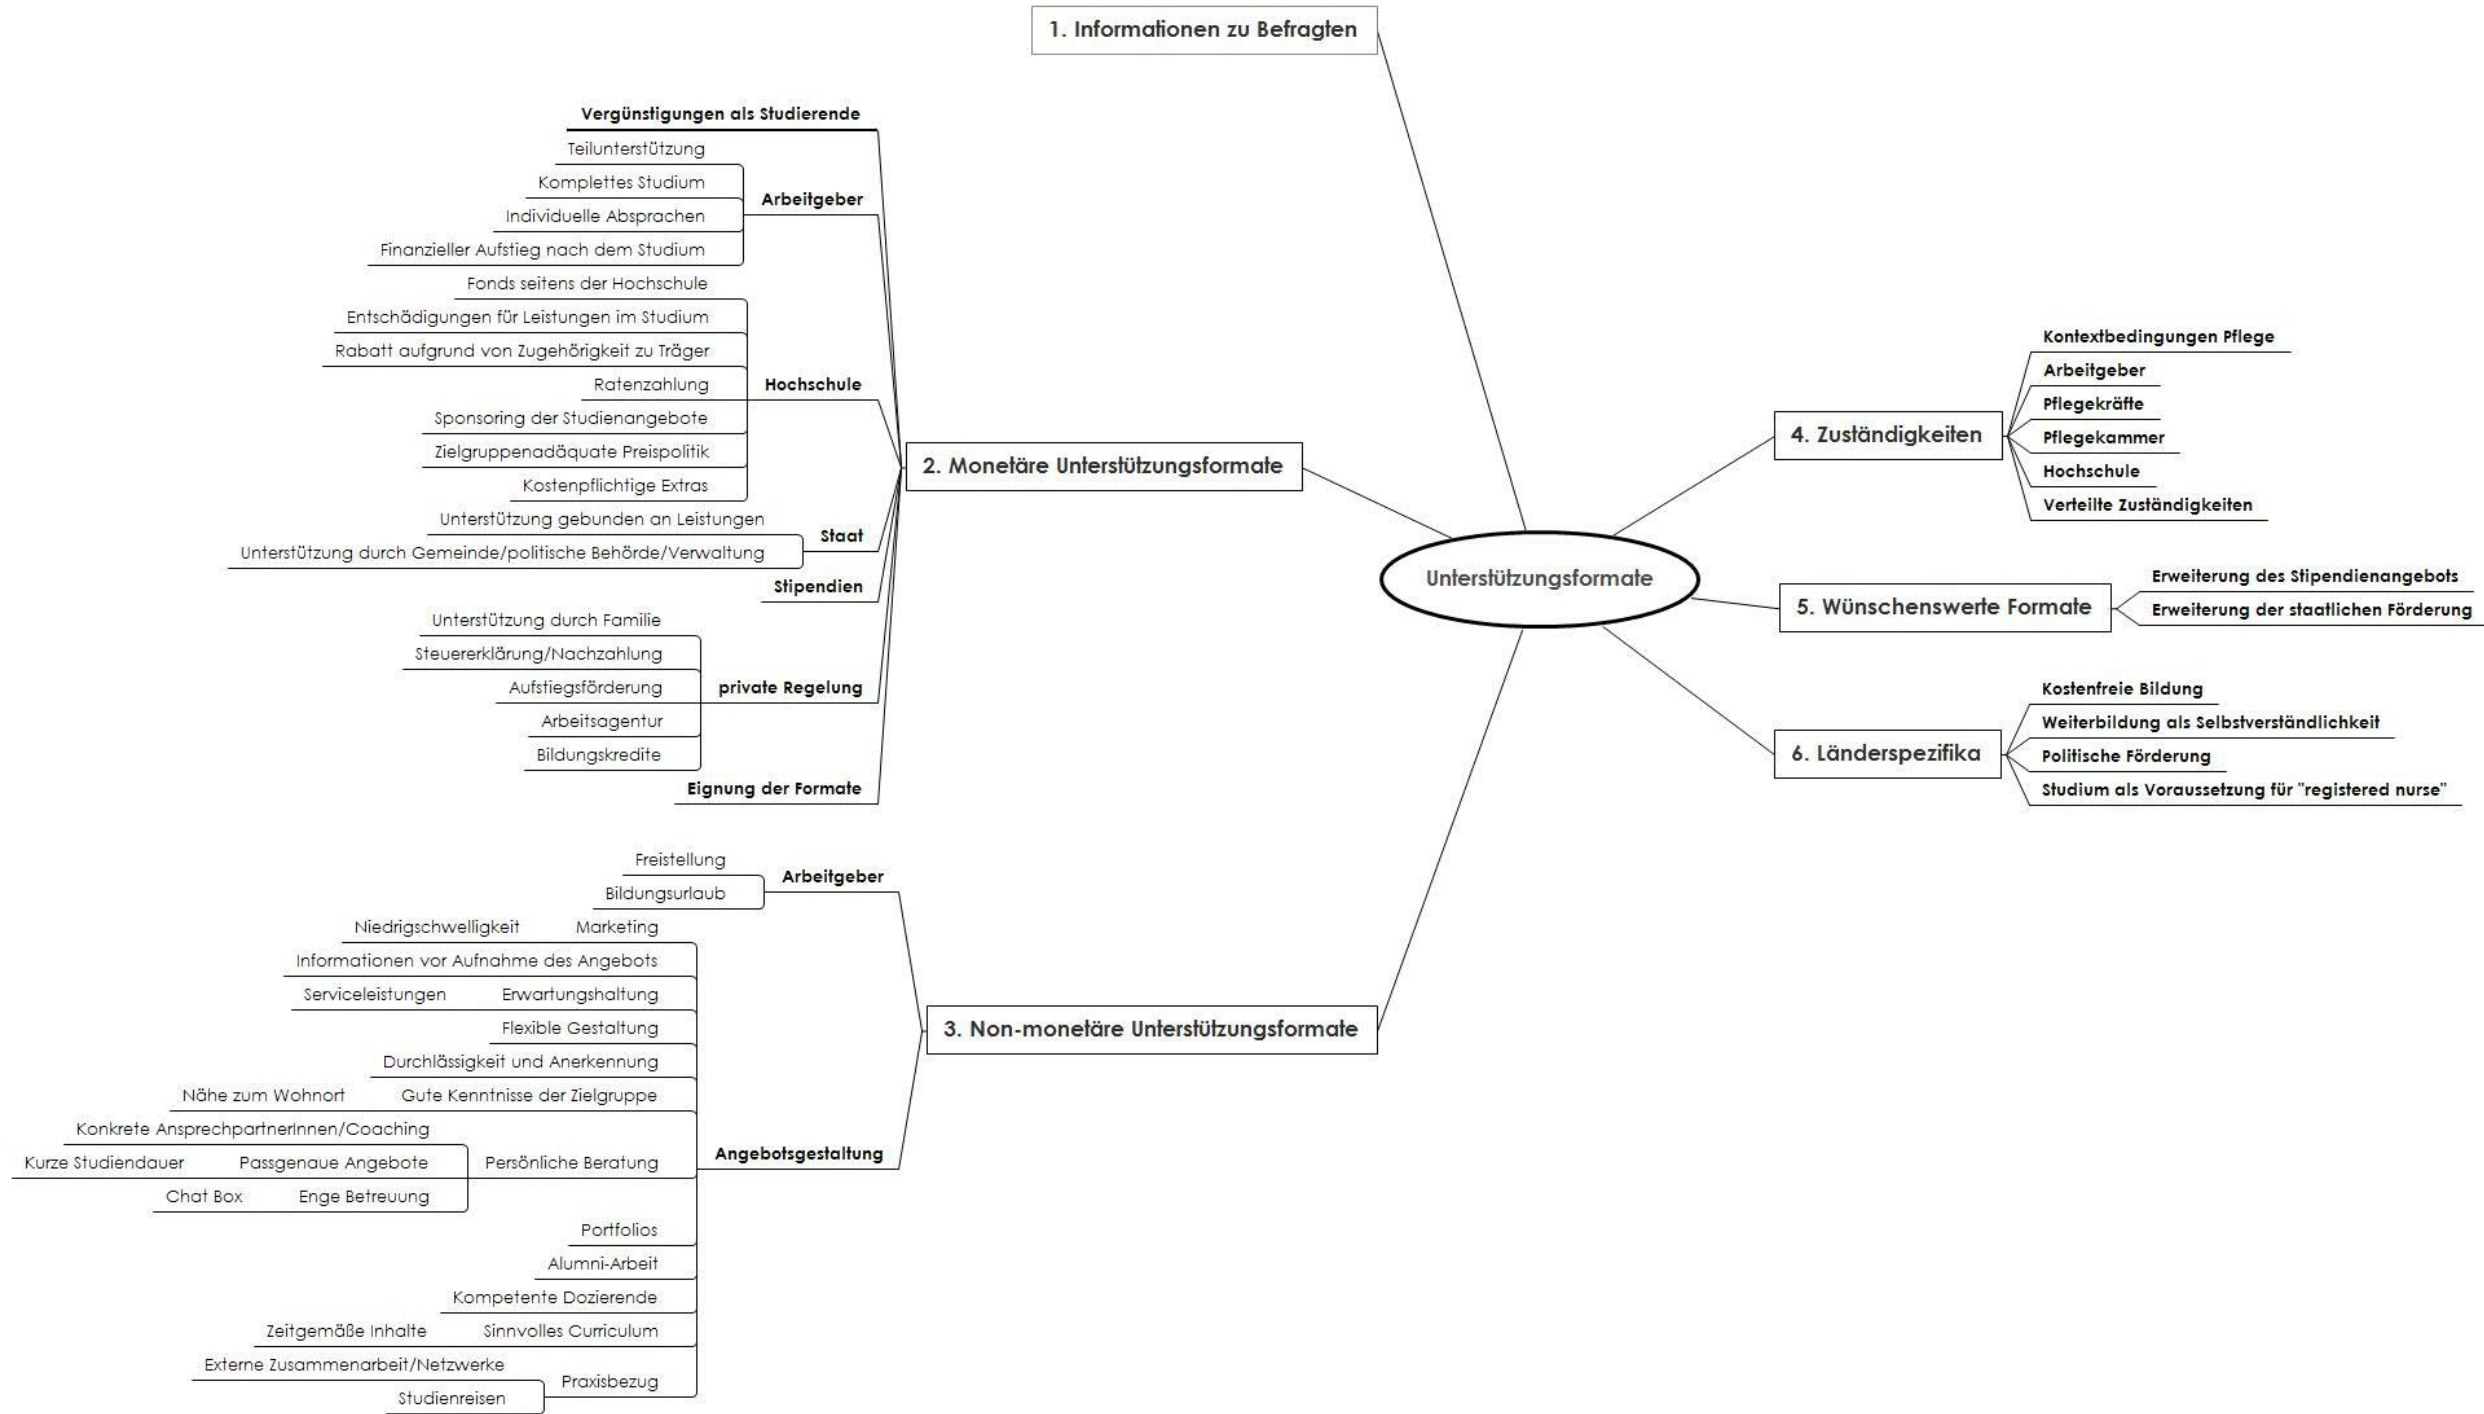 1. Informationen zu Befragten
Vergünstigungen als Studierende
Teilunterstützung
Komplettes Studium
Arbeitgeber
Individuelle Absprachen
Finanzieller Aufstieg nach dem Studium
Fonds seitens der Hochschule
Entschädigungen für Leistungen im Studium
Rabatt aufgrund von Zugehörigkeit zu Träger
Ratenzahlung
Hochschule
Sponsoring der Studienangebote
Zielgruppenadäquate Preispolitik
Kostenpflichtige Extras
2. Monetäre Unterstützungsformate
Unterstützung gebunden an Leistungen
Staat
Unterstützung durch Gemeinde/politische Behörde/Verwaltung
Stipendien
Unterstützung durch Familie
Steuererklärung/Nachzahlung
Aufstiegsförderung
private Regelung
Arbeitsagentur
Bildungskredite
Eignung der Formate
Unterstützungsformate
Kontextbedingungen Pflege
Arbeitgeber
Pflegekräfte
4. Zuständigkeiten
Pflegekammer
Hochschule
Verteilte Zuständigkeiten
Erweiterung des Stipendienangebots
5. Wünschenswerte Formate
Erweiterung der staatlichen Förderung
Kostenfreie Bildung
Weiterbildung als Selbstverständlichkeit
6. Länderspezifika
Politische Förderung
Studium als Voraussetzung für "registered nurse"
Freistellung
Arbeitgeber
Bildungsurlaub
Niedrigschwelligkeit Marketing
Informationen vor Aufnahme des Angebots
Serviceleistungen Erwartungshaltung
Flexible Gestaltung
3. Non-monetäre Unterstützungsformate
Durchlässigkeit und Anerkennung
Nähe zum Wohnort Gute Kenntnisse der Zielgruppe
Konkrete AnsprechpartnerInnen/Coaching
Kurze Studiendauer Passgenaue Angebote Persönliche Beratung
Angebotsgestaltung
Chat Box Enge Betreuung
Portfolios
Alumni-Arbeit
Kompetente Dozierende
Zeitgemäße Inhalte Sinnvolles Curriculum
Externe Zusammenarbeit/Netzwerke
Praxisbezug
Studienreisen